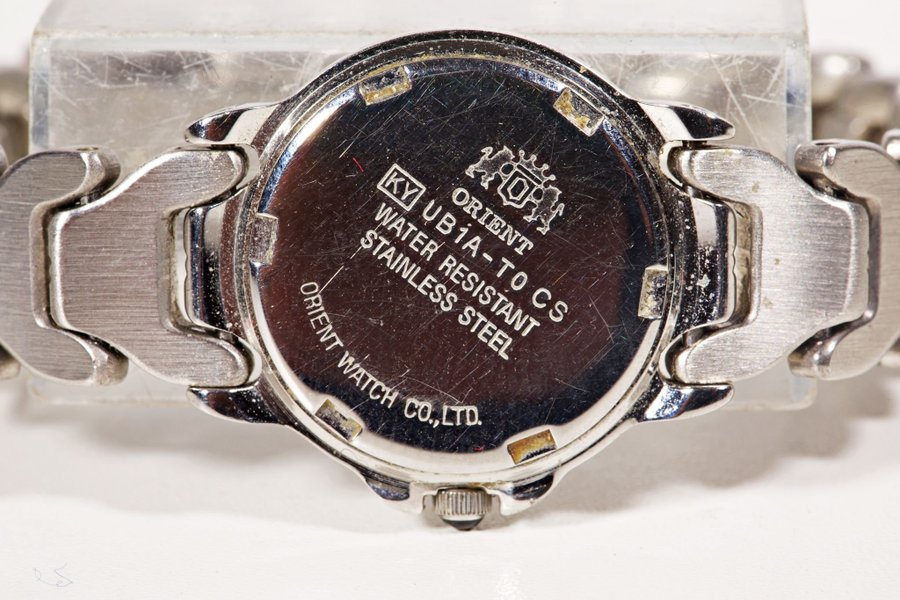 ORIENT
KY UB1A-T0 CS
WATER RESISTANT
STAINLESS STEEL
ORIENT WATCH CO.,LTD.